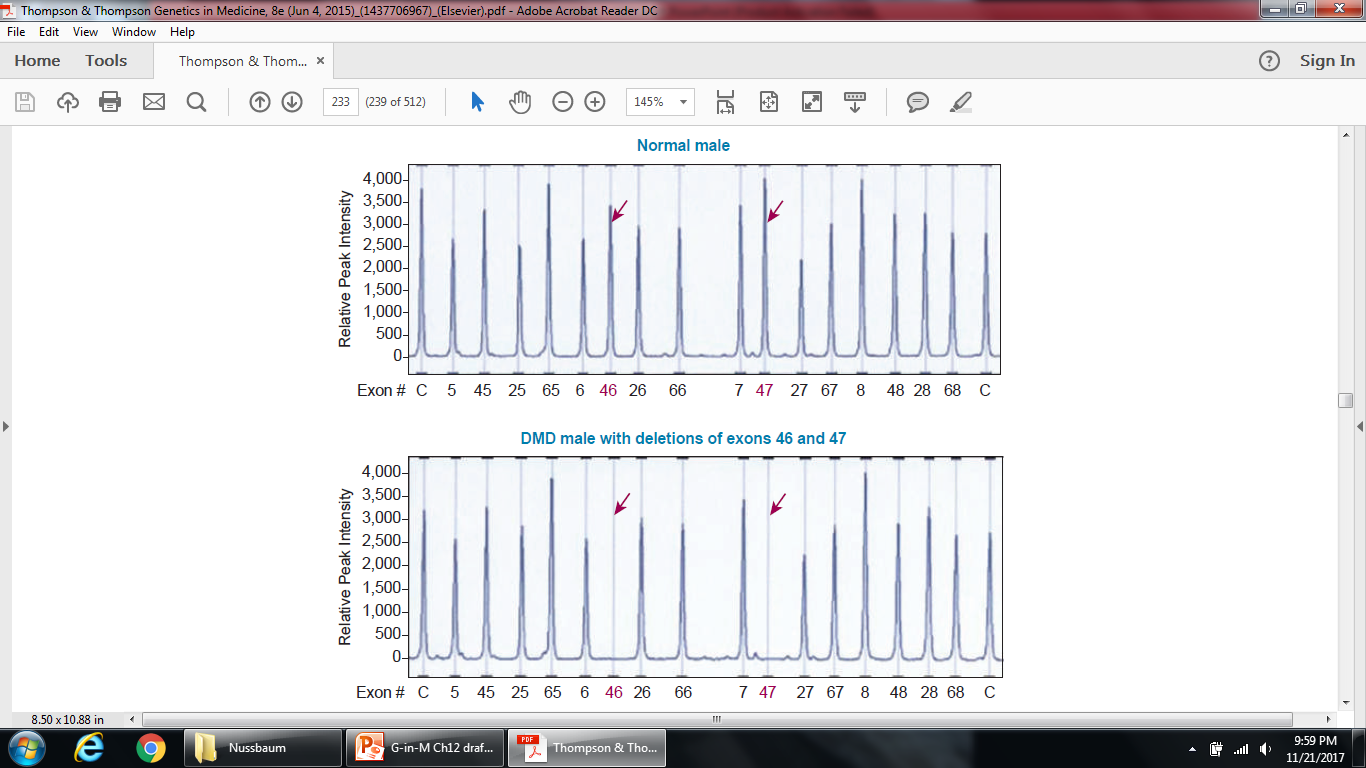 Thompson & Thompson Genetics in Medicine, 8e (Jun 4, 2015)_(1437706967)_(Elsevier).pdf - Adobe Acrobat Reader DC
File Edit View Window Help
Home Tools Thompson & Thom... × ? Sign In
233 (239 of 512) 145%
Normal male
Relative Peak Intensity
4,000
3,500
3,000
2,500
2,000
1,500
1,000
500
0
Exon # C 5 45 25 65 6 46 26 66 7 47 27 67 8 48 28 68 C
DMD male with deletions of exons 46 and 47
Relative Peak Intensity
4,000
3,500
3,000
2,500
2,000
1,500
1,000
500
0
Exon # C 5 45 25 65 6 46 26 66 7 47 27 67 8 48 28 68 C
8.50 x 10.88 in
Nussbaum G-in-M Ch12 draf... PDF Thompson & Tho... 9:59 PM
11/21/2017